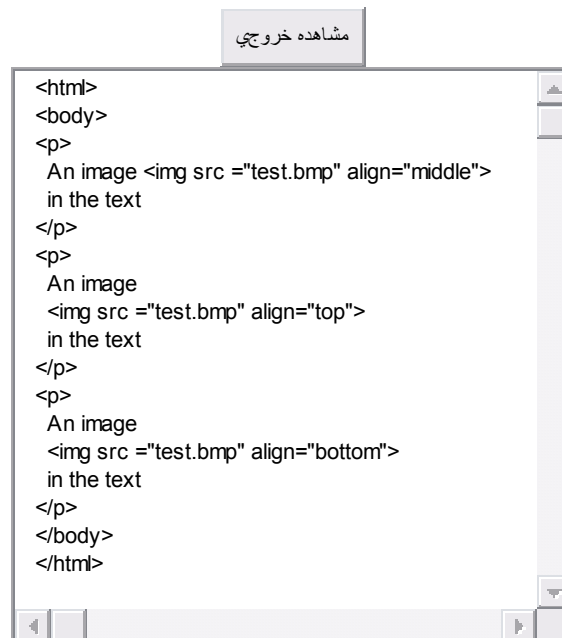 مشاهده خروجي
<html>
<body>
<p>
An image <img src ="test.bmp" align="middle">
in the text
</p>
<p>
An image
<img src ="test.bmp" align="top">
in the text
</p>
<p>
An image
<img src ="test.bmp" align="bottom">
in the text
</p>
</body>
</html>